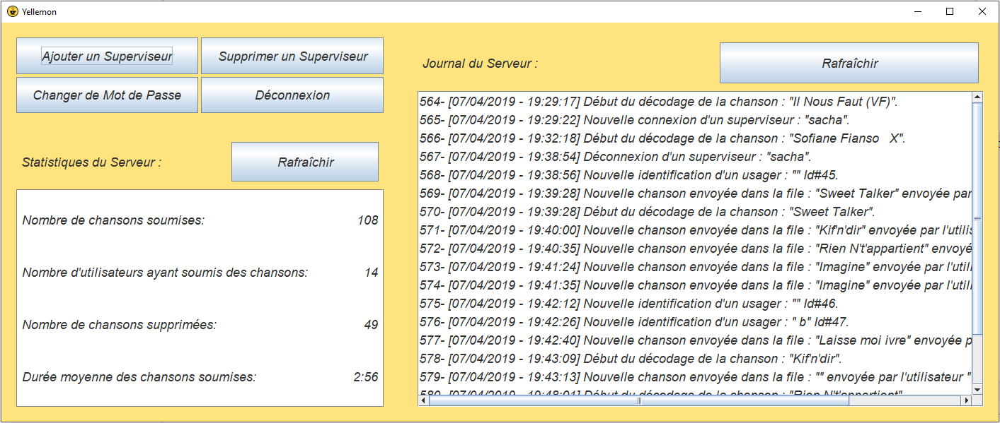 Yellemon
Ajouter un Superviseur
Supprimer un Superviseur
Changer de Mot de Passe
Déconnexion
Statistiques du Serveur :
Rafraîchir
Nombre de chansons soumises: 108
Nombre d'utilisateurs ayant soumis des chansons: 14
Nombre de chansons supprimées: 49
Durée moyenne des chansons soumises: 2:56
Journal du Serveur :
Rafraîchir
564- [07/04/2019 - 19:29:17] Début du décodage de la chanson : "Il Nous Faut (VF)".
565- [07/04/2019 - 19:29:22] Nouvelle connexion d'un superviseur : "sacha".
566- [07/04/2019 - 19:32:18] Début du décodage de la chanson : "Sofiane Fianso   X".
567- [07/04/2019 - 19:38:54] Déconnexion d'un superviseur : "sacha".
568- [07/04/2019 - 19:38:56] Nouvelle identification d'un usager : "" Id#45.
569- [07/04/2019 - 19:39:28] Nouvelle chanson envoyée dans la file : "Sweet Talker" envoyée par
570- [07/04/2019 - 19:39:28] Début du décodage de la chanson : "Sweet Talker".
571- [07/04/2019 - 19:40:00] Nouvelle chanson envoyée dans la file : "Kif'n'dir" envoyée par l'utilis
572- [07/04/2019 - 19:40:35] Nouvelle chanson envoyée dans la file : "Rien N't'appartient" envoyé
573- [07/04/2019 - 19:41:24] Nouvelle chanson envoyée dans la file : "Imagine" envoyée par l'utili
574- [07/04/2019 - 19:41:35] Nouvelle chanson envoyée dans la file : "Imagine" envoyée par l'utili
575- [07/04/2019 - 19:42:12] Nouvelle identification d'un usager : "" Id#46.
576- [07/04/2019 - 19:42:26] Nouvelle identification d'un usager : " b" Id#47.
577- [07/04/2019 - 19:42:40] Nouvelle chanson envoyée dans la file : "Laisse moi ivre" envoyée p
578- [07/04/2019 - 19:43:09] Début du décodage de la chanson : "Kif'n'dir".
579- [07/04/2019 - 19:43:13] Nouvelle chanson envoyée dans la file : "" envoyée par l'utilisateur "
580- [07/04/2019 - 19:48:01] Début du décodage de la chanson : "Rien N't'appartient".